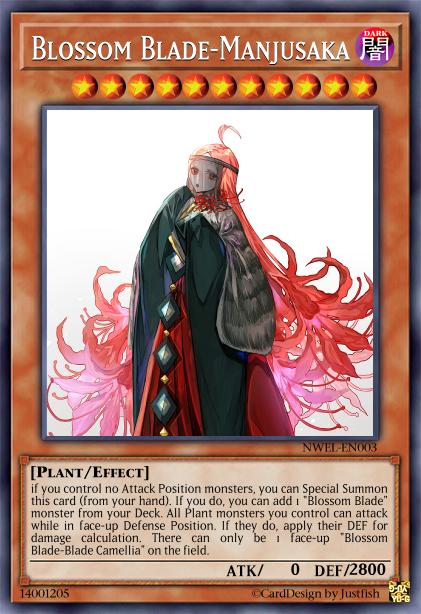 BLOSSOM BLADE-MANJUSAKA
DARK
闇
NWEL-EN003
[PLANT/EFFECT]
if you control no Attack Position monsters, you can Special Summon
this card (from your hand). If you do, you can add 1 "Blossom Blade"
monster from your Deck. All Plant monsters you control can attack
while in face-up Defense Position. If they do, apply their DEF for
damage calculation. There can only be 1 face-up "Blossom
Blade-Blade Camellia" on the field.
ATK/ 0 DEF/2800
14001205
©CardDesign by Justfish